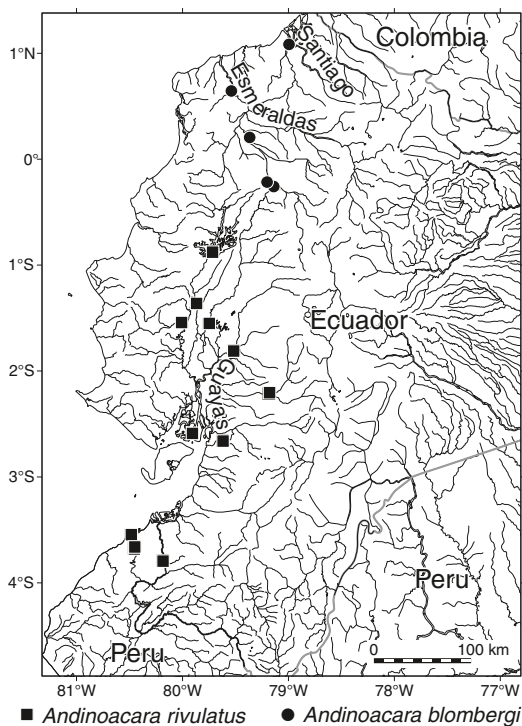 1°N
0°
1°S
2°S
3°S
4°S
Colombia
Santiago
Esmeraldas
Ecuador
Guayas
Peru
Peru
0 100 km
81°W 80°W 79°W 78°W 77°W
Andinoacara rivulatus Andinoacara blombergi